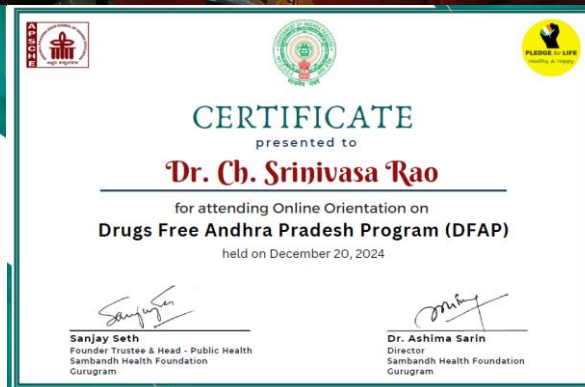 APSCHE
PLEDGE for LIFE
Healthy & Happy
CERTIFICATE
presented to
Dr. Ch. Srinivasa Rao
for attending Online Orientation on
Drugs Free Andhra Pradesh Program (DFAP)
held on December 20, 2024
Sanjay Seth
Founder Trustee & Head - Public Health
Sambandh Health Foundation
Gurugram
Dr. Ashima Sarin
Director
Sambandh Health Foundation
Gurugram